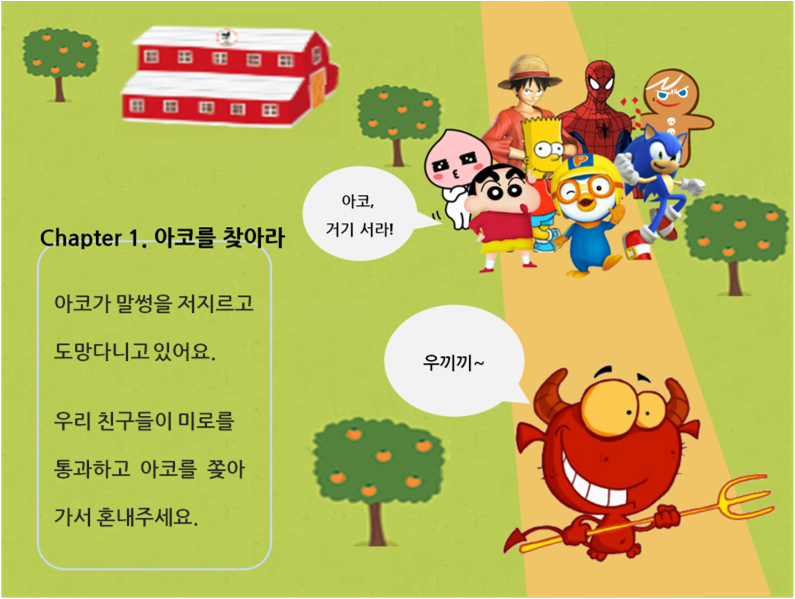 아코,
거기 서라!
Chapter 1. 아코를 찾아라
아코가 말썽을 저지르고
도망다니고 있어요.
우끼끼~
우리 친구들이 미로를
통과하고 아코를 쫓아
가서 혼내주세요.